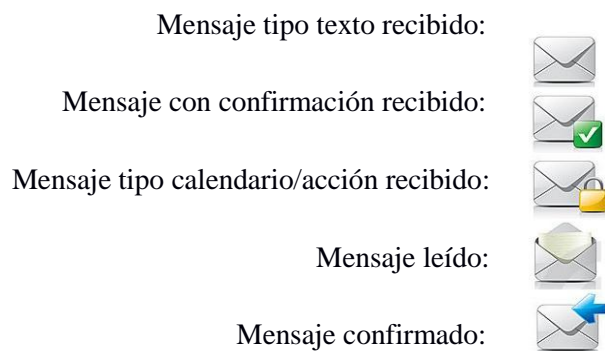 Mensaje tipo texto recibido:
Mensaje con confirmación recibido:
Mensaje tipo calendario/acción recibido:
Mensaje leído:
Mensaje confirmado: